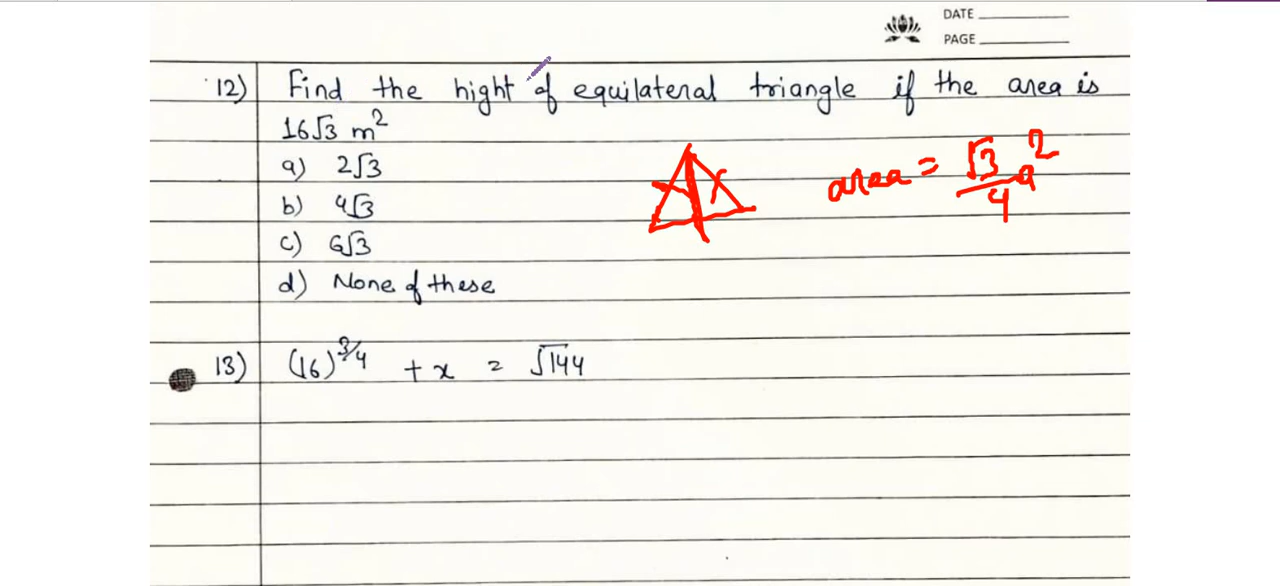 DATE
PAGE
12) Find the hight of equilateral triangle if the area is
16√3 m²
a) 2√3
b) 4√3
c) 6√3
d) None of these
area = √3/4 a²
13) (16)^3/4 + x = √144